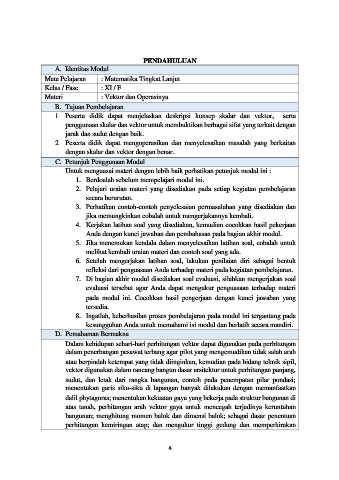 PENDAHULUAN
A. Identitas Modul
Mata Pelajaran : Matematika Tingkat Lanjut
Kelas / Fase : XI / F
Materi : Vektor dan Operasinya
B. Tujuan Pembelajaran
1 Peserta didik dapat menjelaskan deskripsi konsep skalar dan vektor, serta
penggunaan skalar dan vektor untuk membuktikan berbagai sifat yang terkait dengan
jarak dan sudut dengan baik.
2 Peserta didik dapat mengoperasikan dan menyelesaikan masalah yang berkaitan
dengan skalar dan vektor dengan benar.
C. Petunjuk Penggunaan Modul
Untuk menguasai materi dengan lebih baik perhatikan petunjuk modul ini :
1. Berdoalah sebelum mempelajari modul ini.
2. Pelajari uraian materi yang disediakan pada setiap kegiatan pembelajaran
secara berurutan.
3. Perhatikan contoh-contoh penyelesaian permasalahan yang disediakan dan
jika memungkinkan cobalah untuk mengerjakannya kembali.
4. Kerjakan latihan soal yang disediakan, kemudian cocokkan hasil pekerjaan
Anda dengan kunci jawaban dan pembahasan pada bagian akhir modul.
5. Jika menemukan kendala dalam menyelesaikan latihan soal, cobalah untuk
melihat kembali uraian materi dan contoh soal yang ada.
6. Setelah mengerjakan latihan soal, lakukan penilaian diri sebagai bentuk
refleksi dari penguasaan Anda terhadap materi pada kegiatan pembelajaran.
7. Di bagian akhir modul disediakan soal evaluasi, silahkan mengerjakan soal
evaluasi tersebut agar Anda dapat mengukur penguasaan terhadap materi
pada modul ini. Cocokkan hasil pengerjaan dengan kunci jawaban yang
tersedia.
8. Ingatlah, keberhasilan proses pembelajaran pada modul ini tergantung pada
kesungguhan Anda untuk memahami isi modul dan berlatih secara mandiri.
D. Pemahaman Bermakna
Dalam kehidupan sehari-hari perhitungan vektor dapat digunakan pada perhitungan
dalam penerbangan pesawat terbang agar pilot yang mengemudikan tidak salah arah
atau berpindah ketempat yang tidak diinginkan, kemudian pada bidang teknik sipil,
vektor digunakan dalam rancang bangun dasar arsitektur untuk perhitungan panjang,
sudut, dan letak dari rangka bangunan, contoh pada penempatan pilar pondasi;
menentukan garis siku-siku di lapangan banyak dilakukan dengan memanfaatkan
dalil phytagoras; menentukan kekuatan gaya yang bekerja pada struktur bangunan di
atas tanah, perhitungan arah vektor gaya untuk mencegah terjadinya keruntuhan
bangunan; menghitung momen balok dan dimensi balok; sebagai dasar penentuan
perhitungan kemiringan atap; dan mengukur tinggi gedung dan memperkirakan